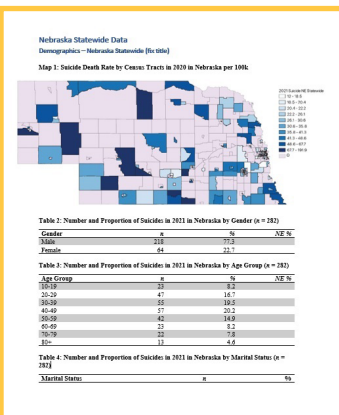 Nebraska Statewide Data
Demographics – Nebraska Statewide (fix title)
Map 1: Suicide Death Rate by Census Tracts in 2020 in Nebraska per 100k
Table 2: Number and Proportion of Suicides in 2021 in Nebraska by Gender (n = 282)
Gender n % NE %
Male 218 77.3
Female 64 22.7
Table 3: Number and Proportion of Suicides in 2021 in Nebraska by Age Group (n = 282)
Age Group n % NE %
10-19 23 8.2
20-29 47 16.7
30-39 55 19.5
40-49 57 20.2
50-59 42 14.9
60-69 23 8.2
70-79 22 7.8
80+ 13 4.6
Table 4: Number and Proportion of Suicides in 2021 in Nebraska by Marital Status (n =
282)
Marital Status n %